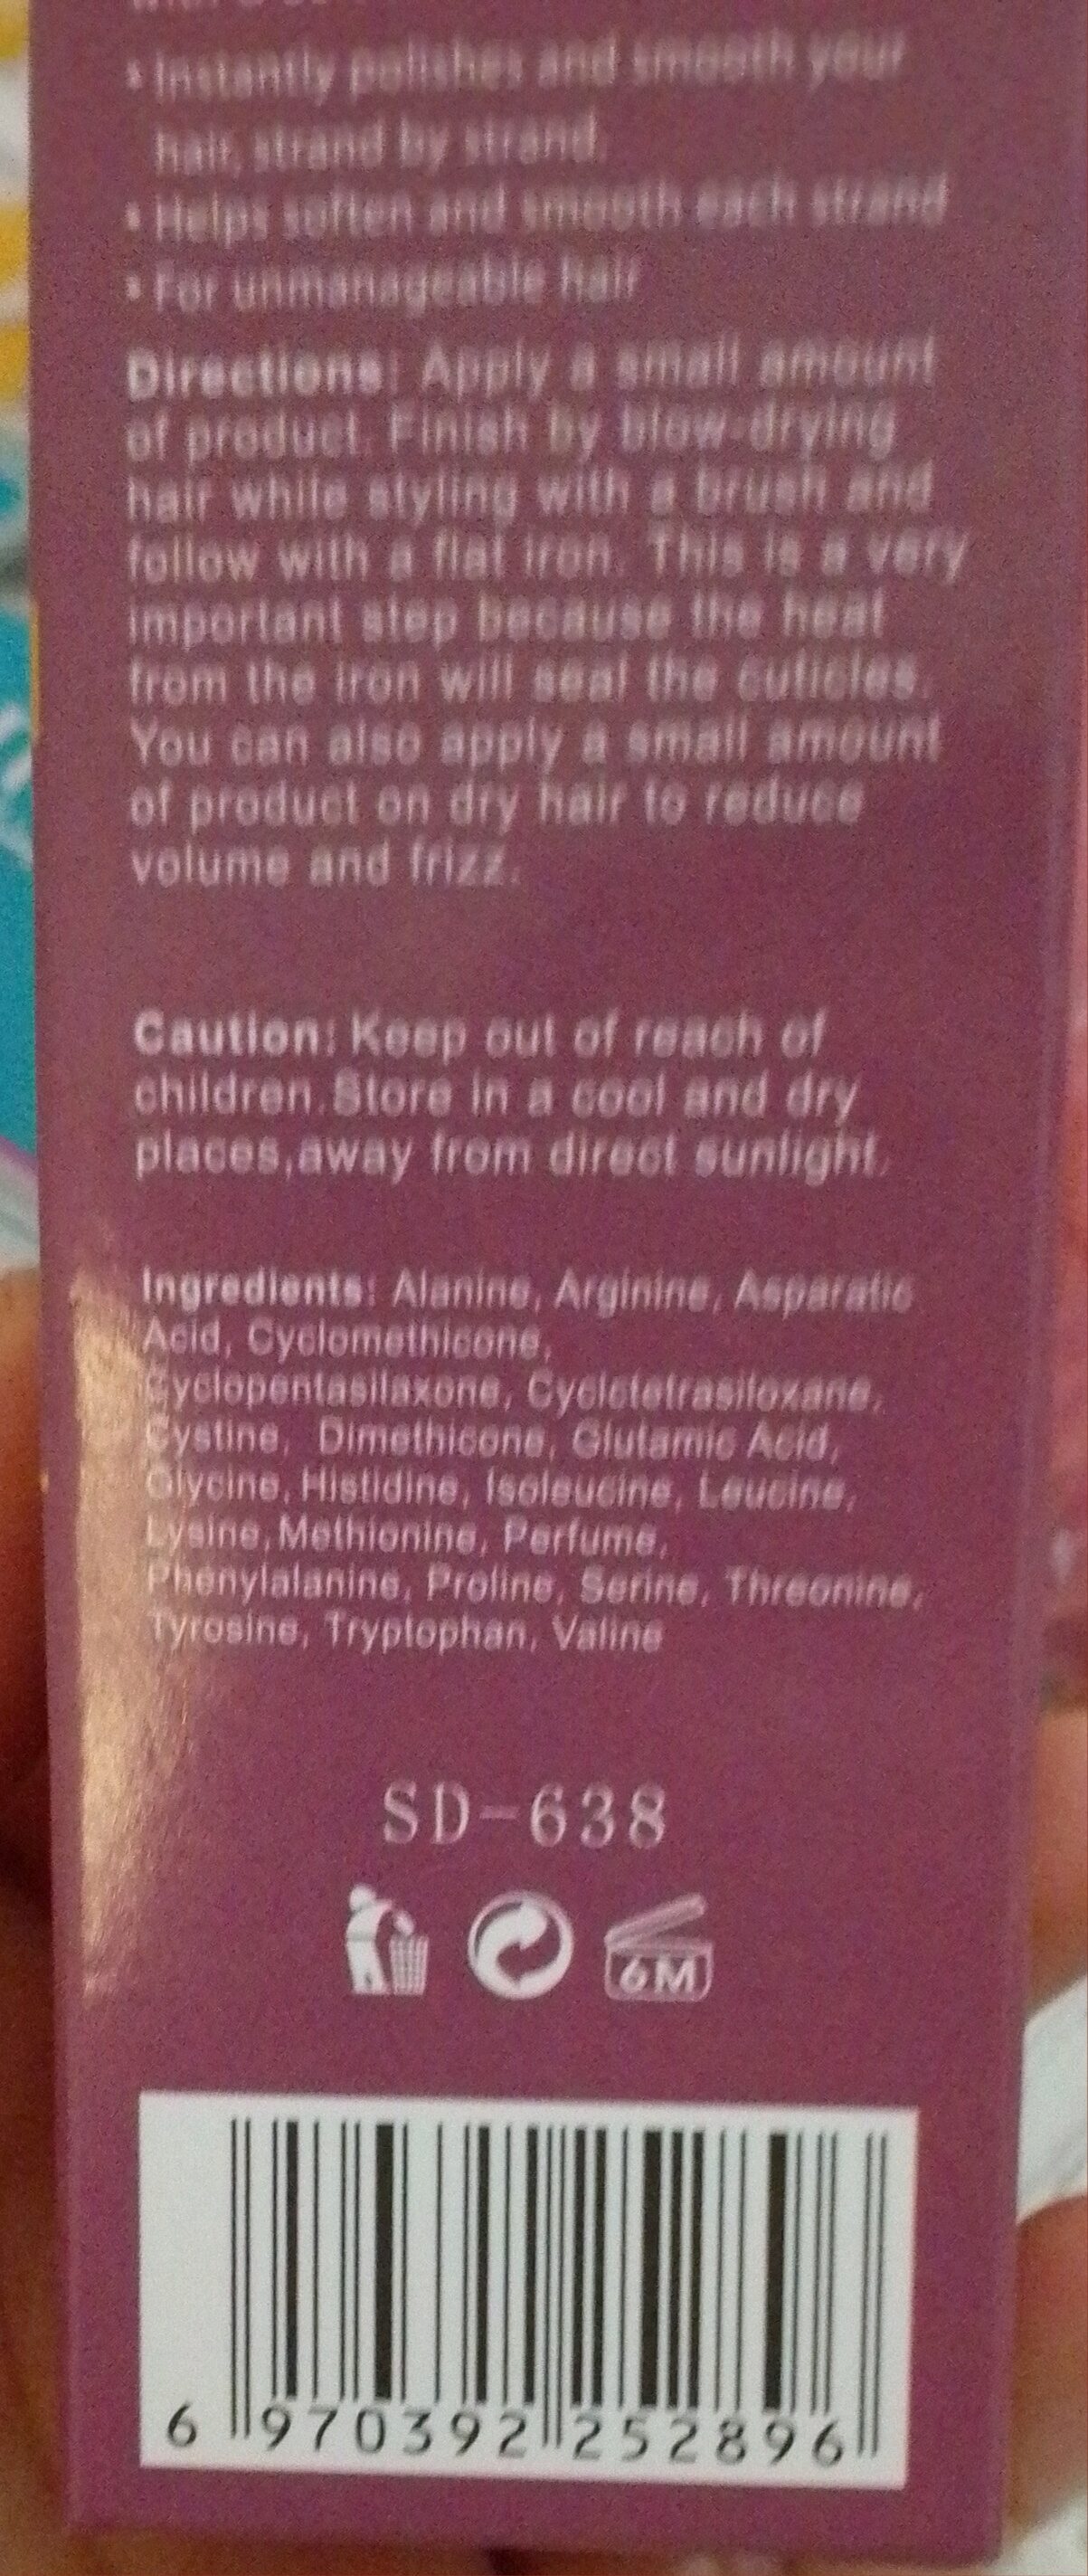 • Instantly polishes and smooth your
hair, strand by strand.
• Helps soften and smooth each strand
• For unmanageable hair
Directions: Apply a small amount
of product. Finish by blow-drying
hair while styling with a brush and
follow with a flat iron. This is a very
important step because the heat
from the iron will seal the cuticles.
You can also apply a small amount
of product on dry hair to reduce
volume and frizz.
Caution: Keep out of reach of
children.Store in a cool and dry
places,away from direct sunlight.
Ingredients: Alanine, Arginine, Asparatic
Acid, Cyclomethicone,
Cyclopentasilaxone, Cyclctetrasiloxane,
Cystine, Dimethicone, Glutamic Acid,
Glycine, Histidine, Isoleucine, Leucine,
Lysine, Methionine, Perfume,
Phenylalanine, Proline, Serine, Threonine,
Tyrosine, Tryptophan, Valine
SD-638
6M
6 970392 252896